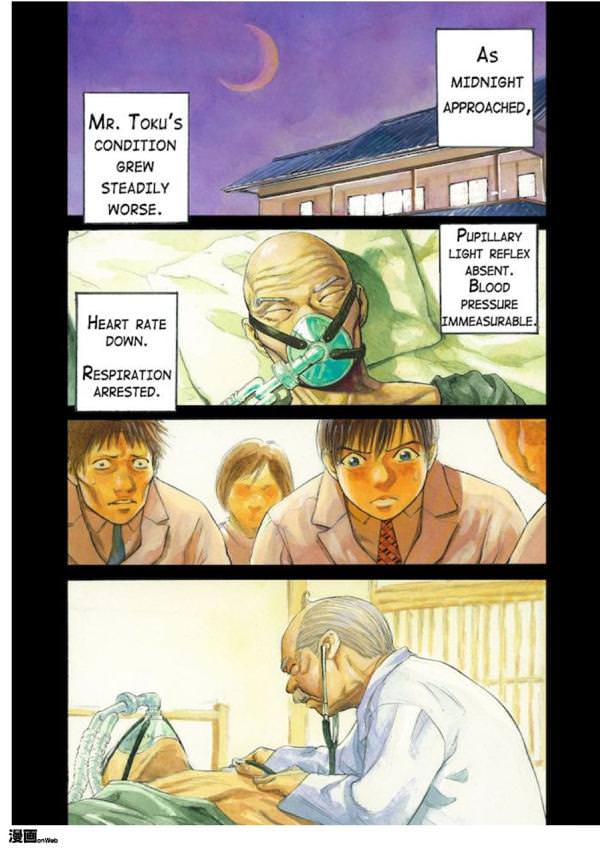 As
midnight
approached,
Mr. Toku's
condition
grew
steadily
worse.
Pupillary
light reflex
absent.
Blood
pressure
immeasurable.
Heart rate
down.
Respiration
arrested.
漫画onWeb